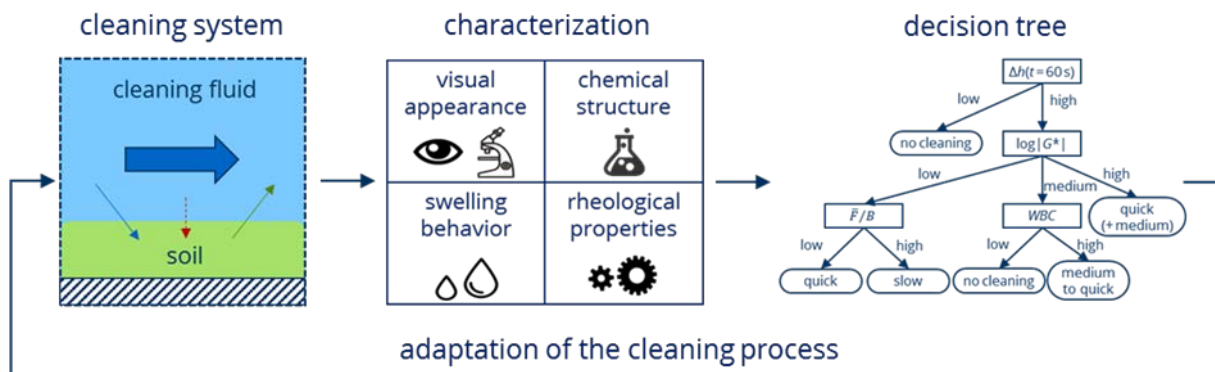 cleaning system
characterization
decision tree
cleaning fluid
soil
visual
appearance
chemical
structure
swelling
behavior
rheological
properties
Δh(t = 60 s)
low
high
no cleaning
log|G*|
low
medium
high
F̄/B
WBC
quick
(+ medium)
low
high
low
high
quick
slow
no cleaning
medium
to quick
adaptation of the cleaning process